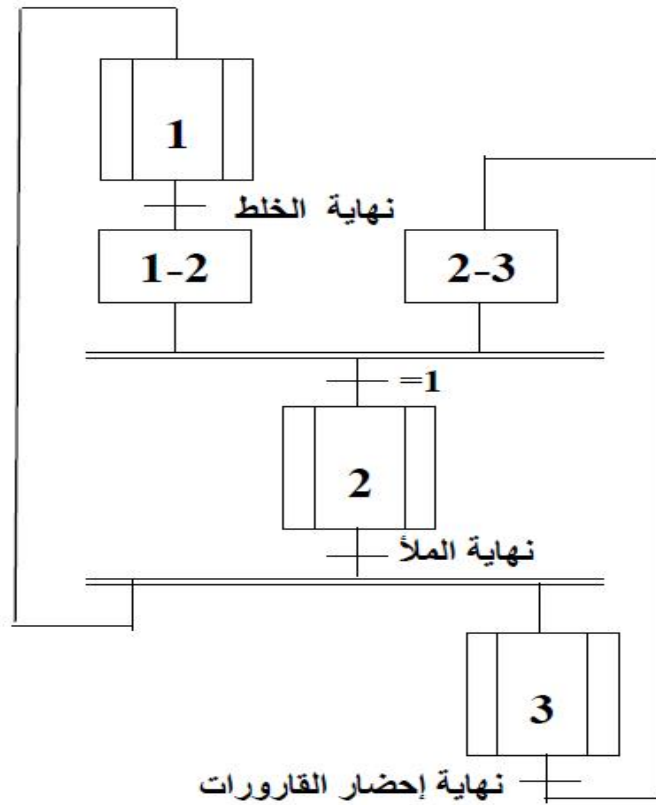 1
نهاية الخلط
1-2
2-3
=1
2
نهاية الملأ
3
نهاية إحضار القارورات